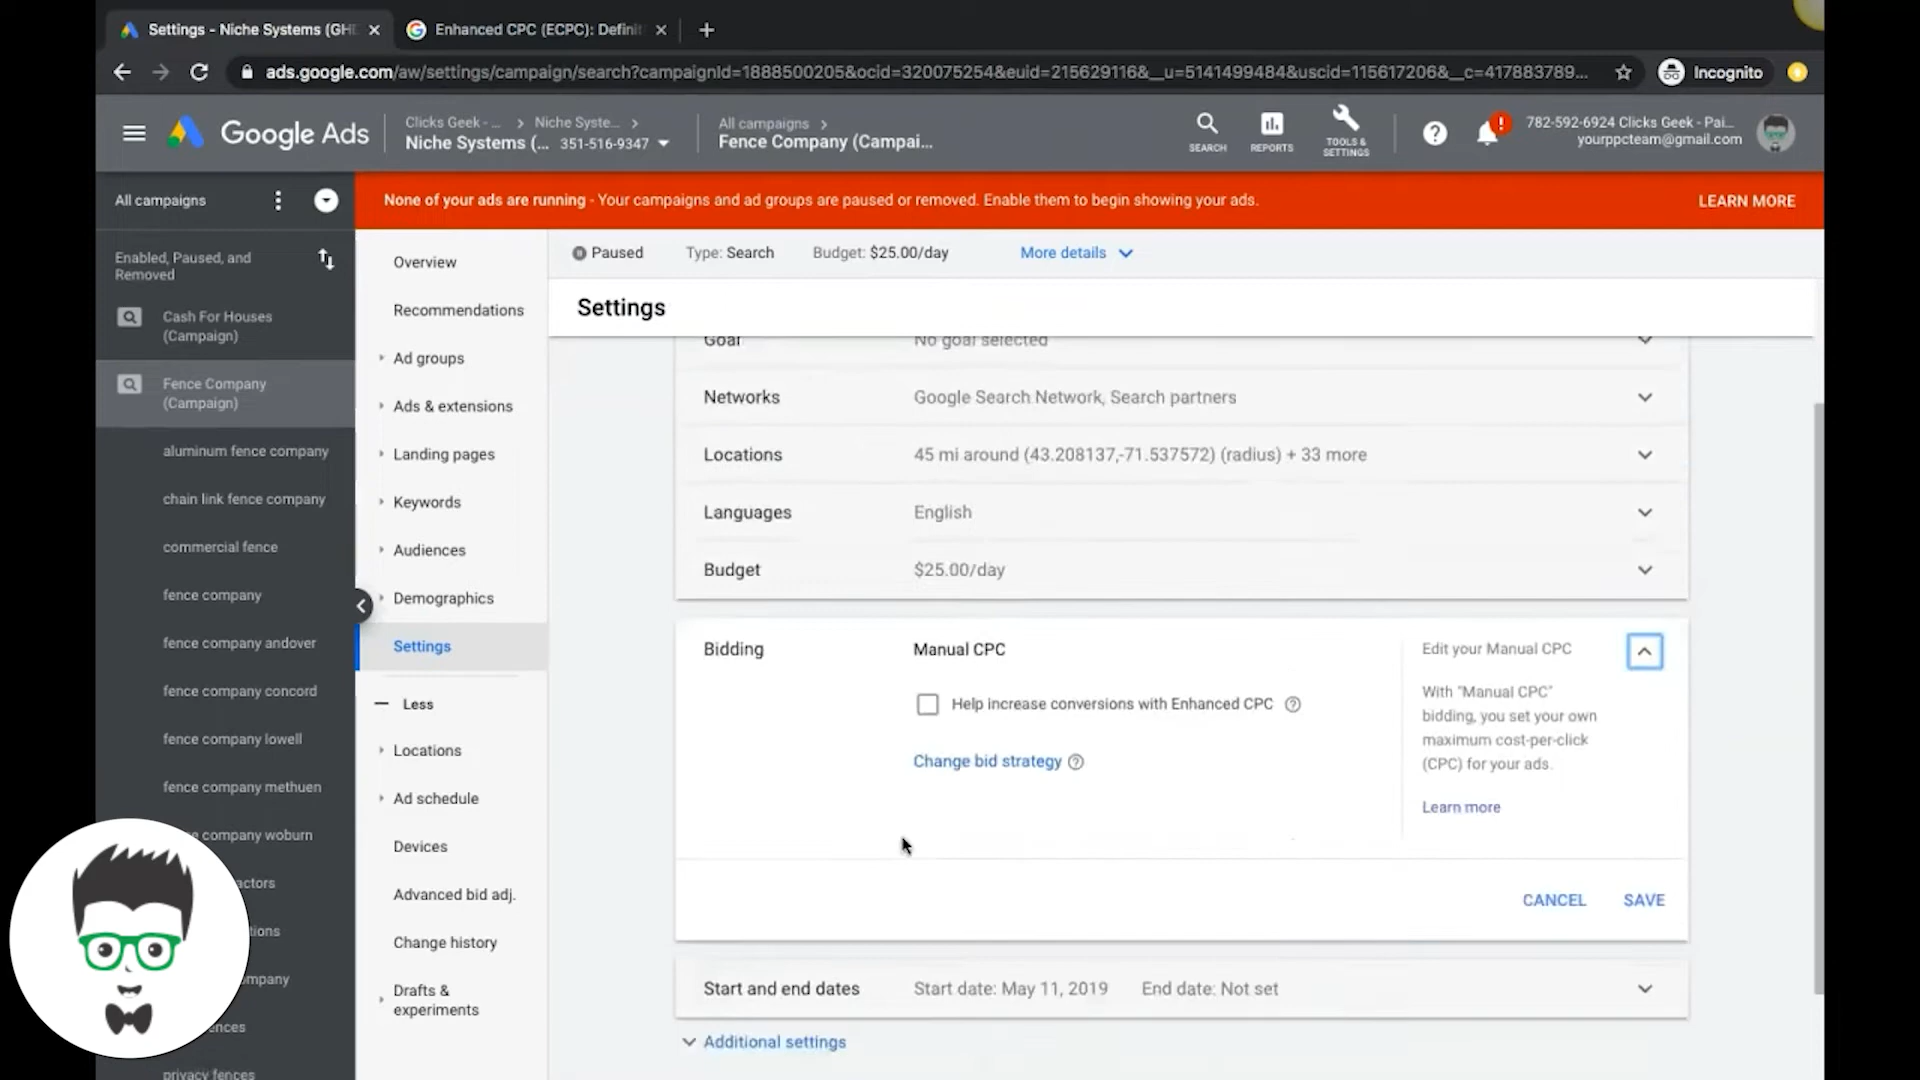 Settings - Niche Systems (GH
Enhanced CPC (ECPC): Definit
ads.google.com/aw/settings/campaign/search?campaignId=1888500205&ocid=320075254&euid=215629116&__u=5141499484&uscid=115617206&__c=417883789...
Incognito
Google Ads
Clicks Geek - ... > Niche Syste... >
Niche Systems (... 351-516-9347
All campaigns >
Fence Company (Campai...
SEARCH
REPORTS
TOOLS &
SETTINGS
782-592-6924 Clicks Geek - Pai...
yourppcteam@gmail.com
All campaigns
None of your ads are running - Your campaigns and ad groups are paused or removed. Enable them to begin showing your ads.
LEARN MORE
Enabled, Paused, and
Removed
Cash For Houses
(Campaign)
Fence Company
(Campaign)
aluminum fence company
chain link fence company
commercial fence
fence company
fence company andover
fence company concord
fence company lowell
fence company methuen
company woburn
actors
tions
mpany
ences
privacy fences
Overview
Recommendations
Ad groups
Ads & extensions
Landing pages
Keywords
Audiences
Demographics
Settings
Less
Locations
Ad schedule
Devices
Advanced bid adj.
Change history
Drafts &
experiments
Paused
Type: Search
Budget: $25.00/day
More details
Settings
Goal
No goal selected
Networks
Google Search Network, Search partners
Locations
45 mi around (43.208137,-71.537572) (radius) + 33 more
Languages
English
Budget
$25.00/day
Bidding
Manual CPC
Help increase conversions with Enhanced CPC
Change bid strategy
Edit your Manual CPC
With "Manual CPC"
bidding, you set your own
maximum cost-per-click
(CPC) for your ads.
Learn more
CANCEL
SAVE
Start and end dates
Start date: May 11, 2019
End date: Not set
Additional settings